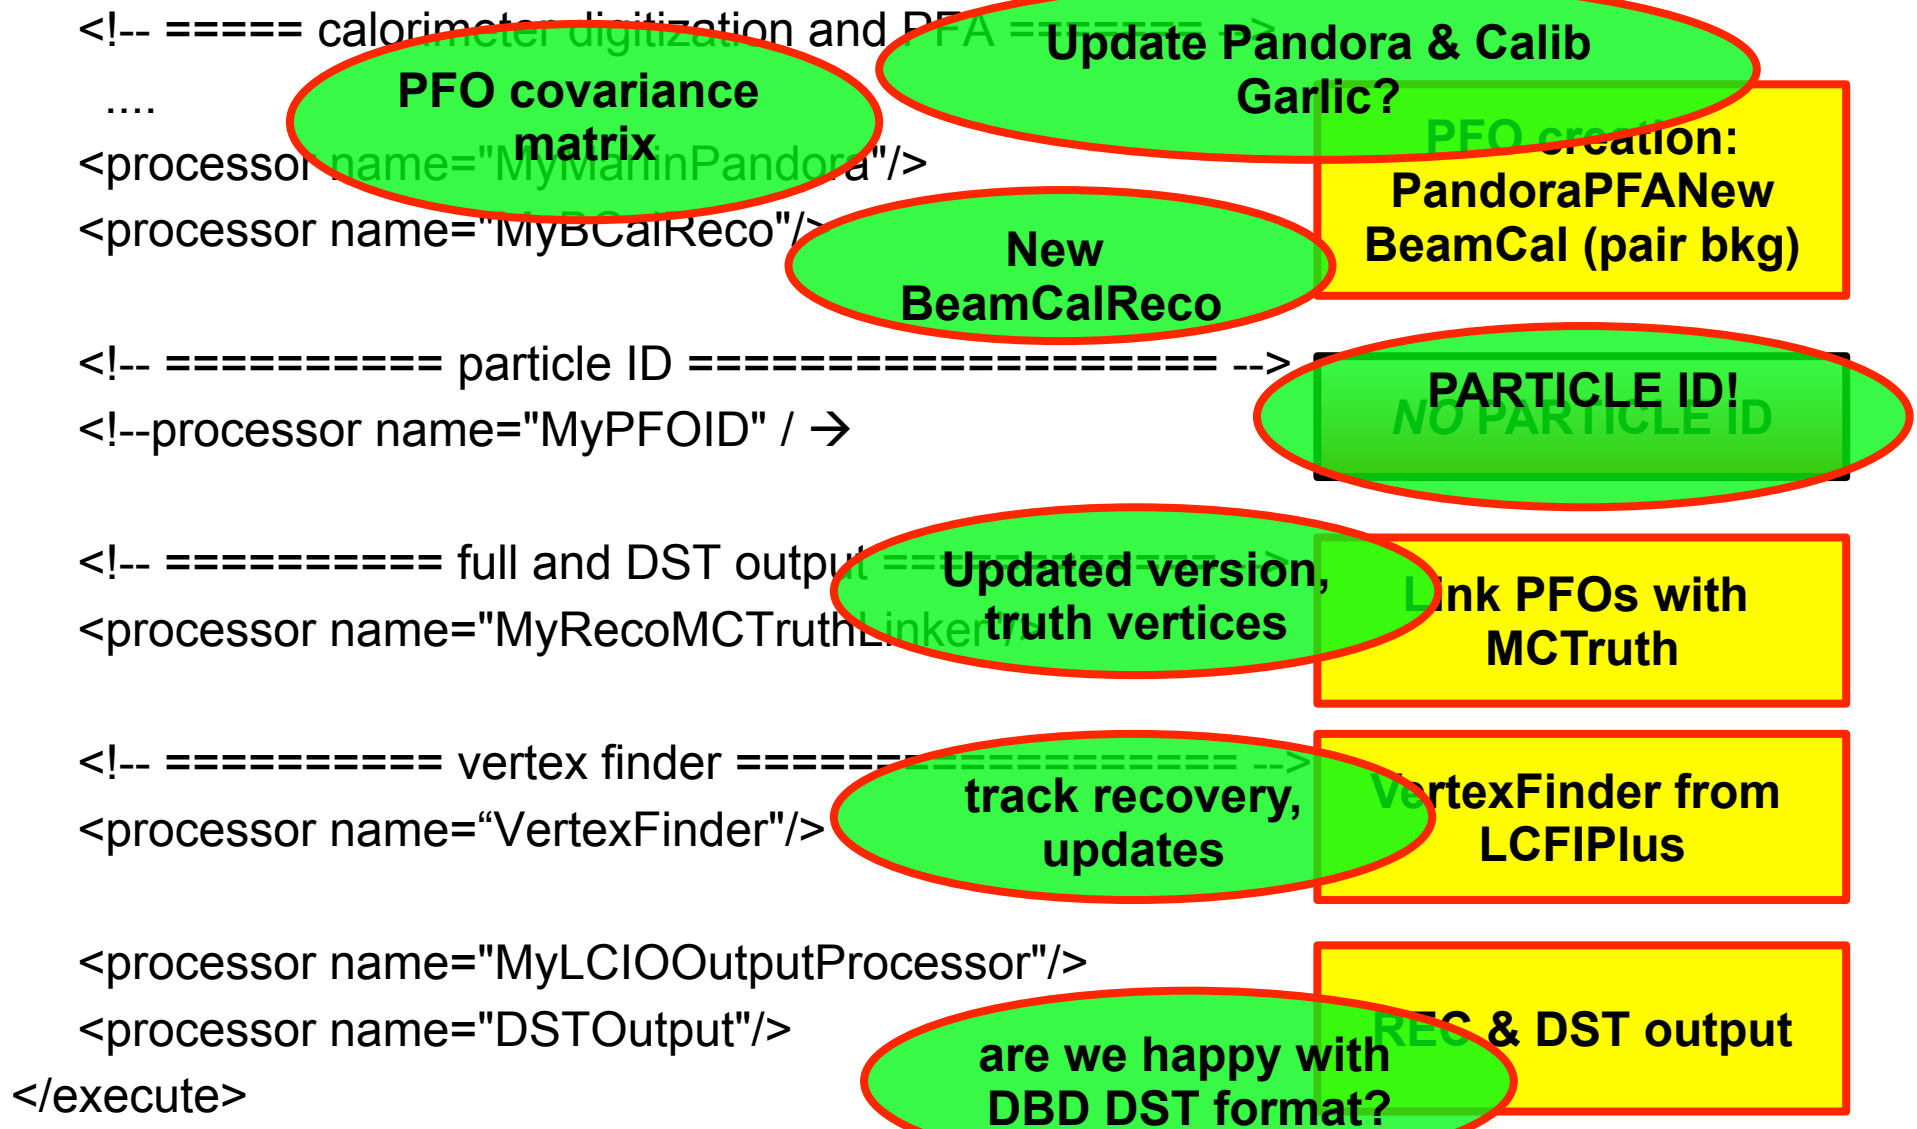 <!-- ===== calorimeter digitization and PFA ======= -->
Update Pandora & Calib
Garlic?
PFO covariance
matrix
....
<processor name="MyMarlinPandora"/>
PFO creation:
PandoraPFANew
BeamCal (pair bkg)
<processor name="MyBCalReco"/>
New
BeamCalReco
<!-- ========== particle ID =================== -->
<!--processor name="MyPFOID" / →
PARTICLE ID!
NO PARTICLE ID
<!-- ========== full and DST output ============ -->
<processor name="MyRecoMCTruthLinker"/>
Updated version,
truth vertices
Link PFOs with
MCTruth
<!-- ========== vertex finder ================== -->
<processor name=“VertexFinder"/>
track recovery,
updates
VertexFinder from
LCFIPlus
<processor name="MyLCIOOutputProcessor"/>
<processor name="DSTOutput"/>
REC & DST output
are we happy with
DBD DST format?
</execute>